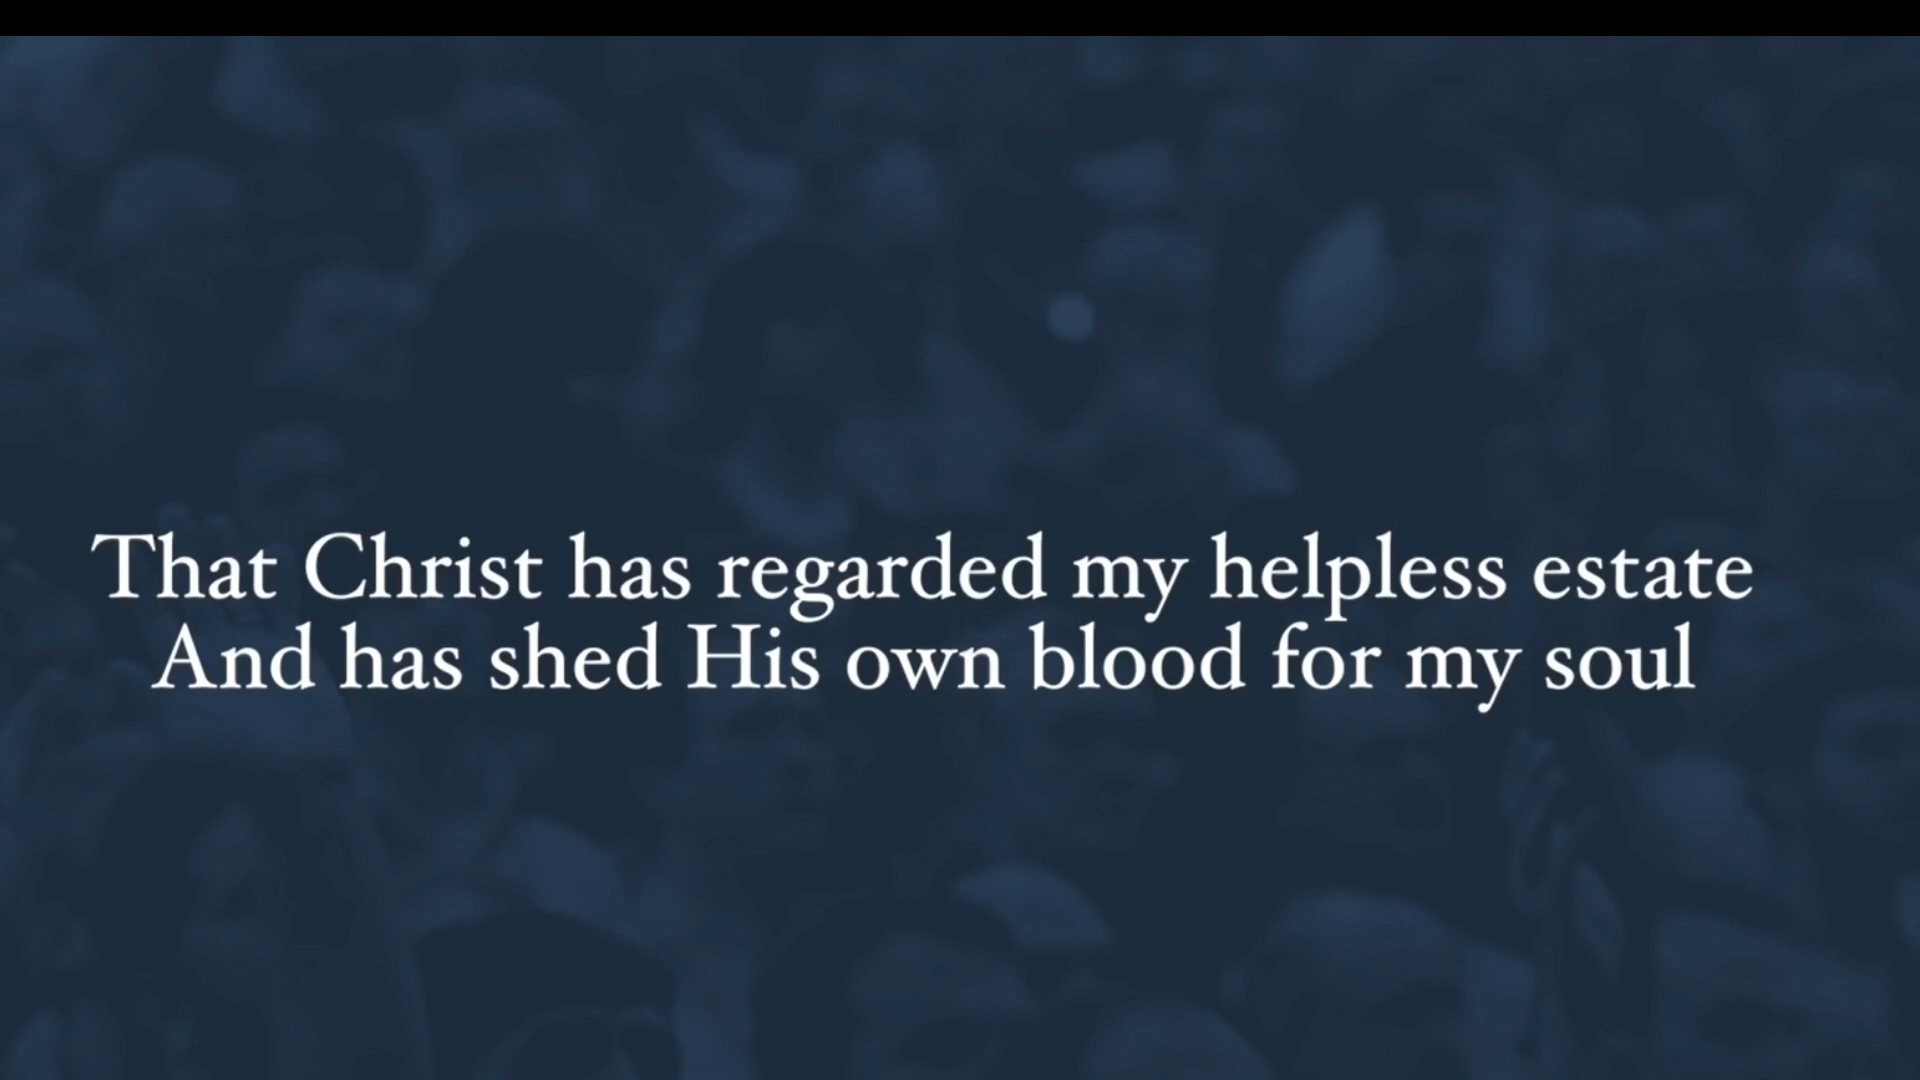 That Christ has regarded my helpless estate
And has shed His own blood for my soul